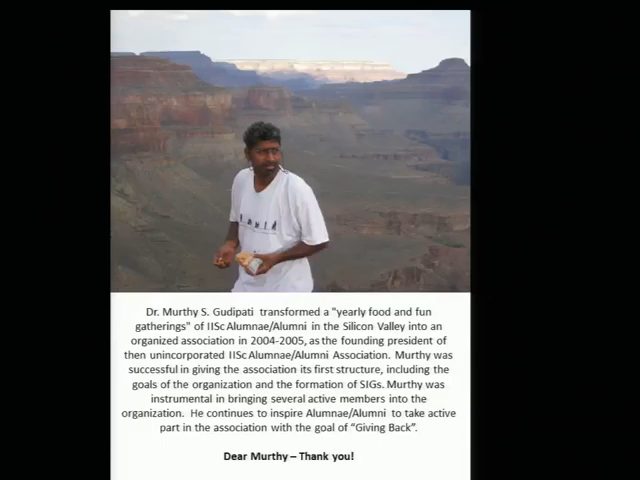 Dr. Murthy S. Gudipati transformed a "yearly food and fun
gatherings" of IISc Alumnae/Alumni in the Silicon Valley into an
organized association in 2004-2005, as the founding president of
then unincorporated IISc Alumnae/Alumni Association. Murthy was
successful in giving the association its first structure, including the
goals of the organization and the formation of SIGs. Murthy was
instrumental in bringing several active members into the
organization. He continues to inspire Alumnae/Alumni to take active
part in the association with the goal of “Giving Back”.
Dear Murthy – Thank you!